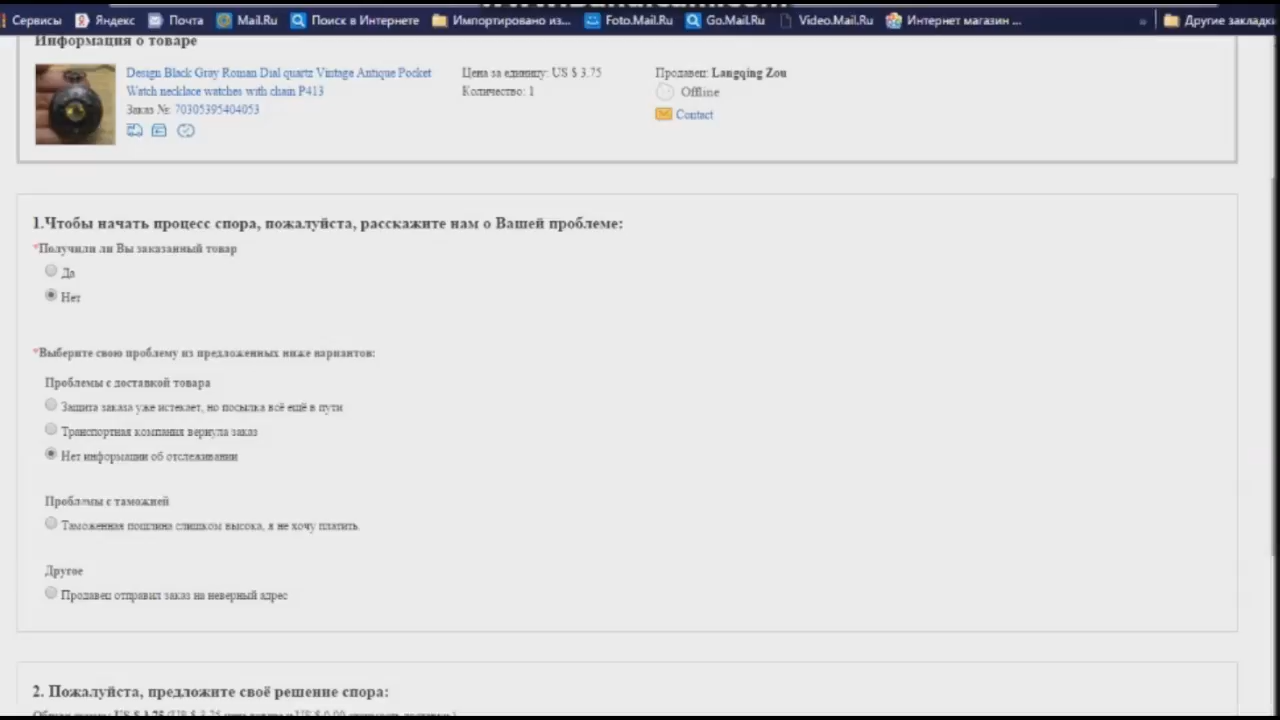 Сервисы Яндекс Почта Mail.Ru Поиск в Интернете Импортировано из... Foto.Mail.Ru Go.Mail.Ru Video.Mail.Ru Интернет магазин ... » Другие закладки
Информация о товаре
Design Black Gray Roman Dial quartz Vintage Antique Pocket
Watch necklace watches with chain P413
Заказ №: 70305395404053
Цена за единицу: US $ 3.75
Количество: 1
Продавец: Langqing Zou
Offline
Contact
1.Чтобы начать процесс спора, пожалуйста, расскажите нам о Вашей проблеме:
*Получили ли Вы заказанный товар
Да
Нет
*Выберите свою проблему из предложенных ниже вариантов:
Проблемы с доставкой товара
Защита заказа уже истекает, но посылка всё ещё в пути
Транспортная компания вернула заказ
Нет информации об отслеживании
Проблемы с таможней
Таможенная пошлина слишком высока, я не хочу платить.
Другое
Продавец отправил заказ на неверный адрес
2. Пожалуйста, предложите своё решение спора: